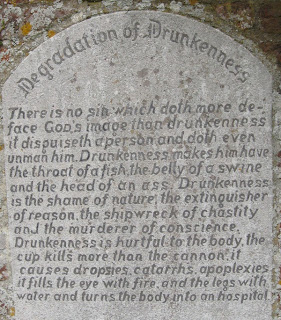 Degradation of Drunkenness
There is no sin which doth more de-
face God's image than drunkenness
it disguiseth a person and doth even
unman him. Drunkenness makes him have
the throat of a fish, the belly of a swine
and the head of an ass. Drunkenness
is the shame of nature, the extinguisher
of reason, the shipwreck of chastity
and the murderer of conscience.
Drunkenness is hurtful to the body, the
cup kills more than the cannon, it
causes dropsies, catarrhs, apoplexies
it fills the eye with fire, and the legs with
water and turns the body into an hospital